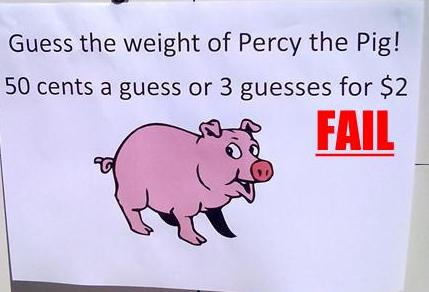 Guess the weight of Percy the Pig!
50 cents a guess or 3 guesses for $2
FAIL